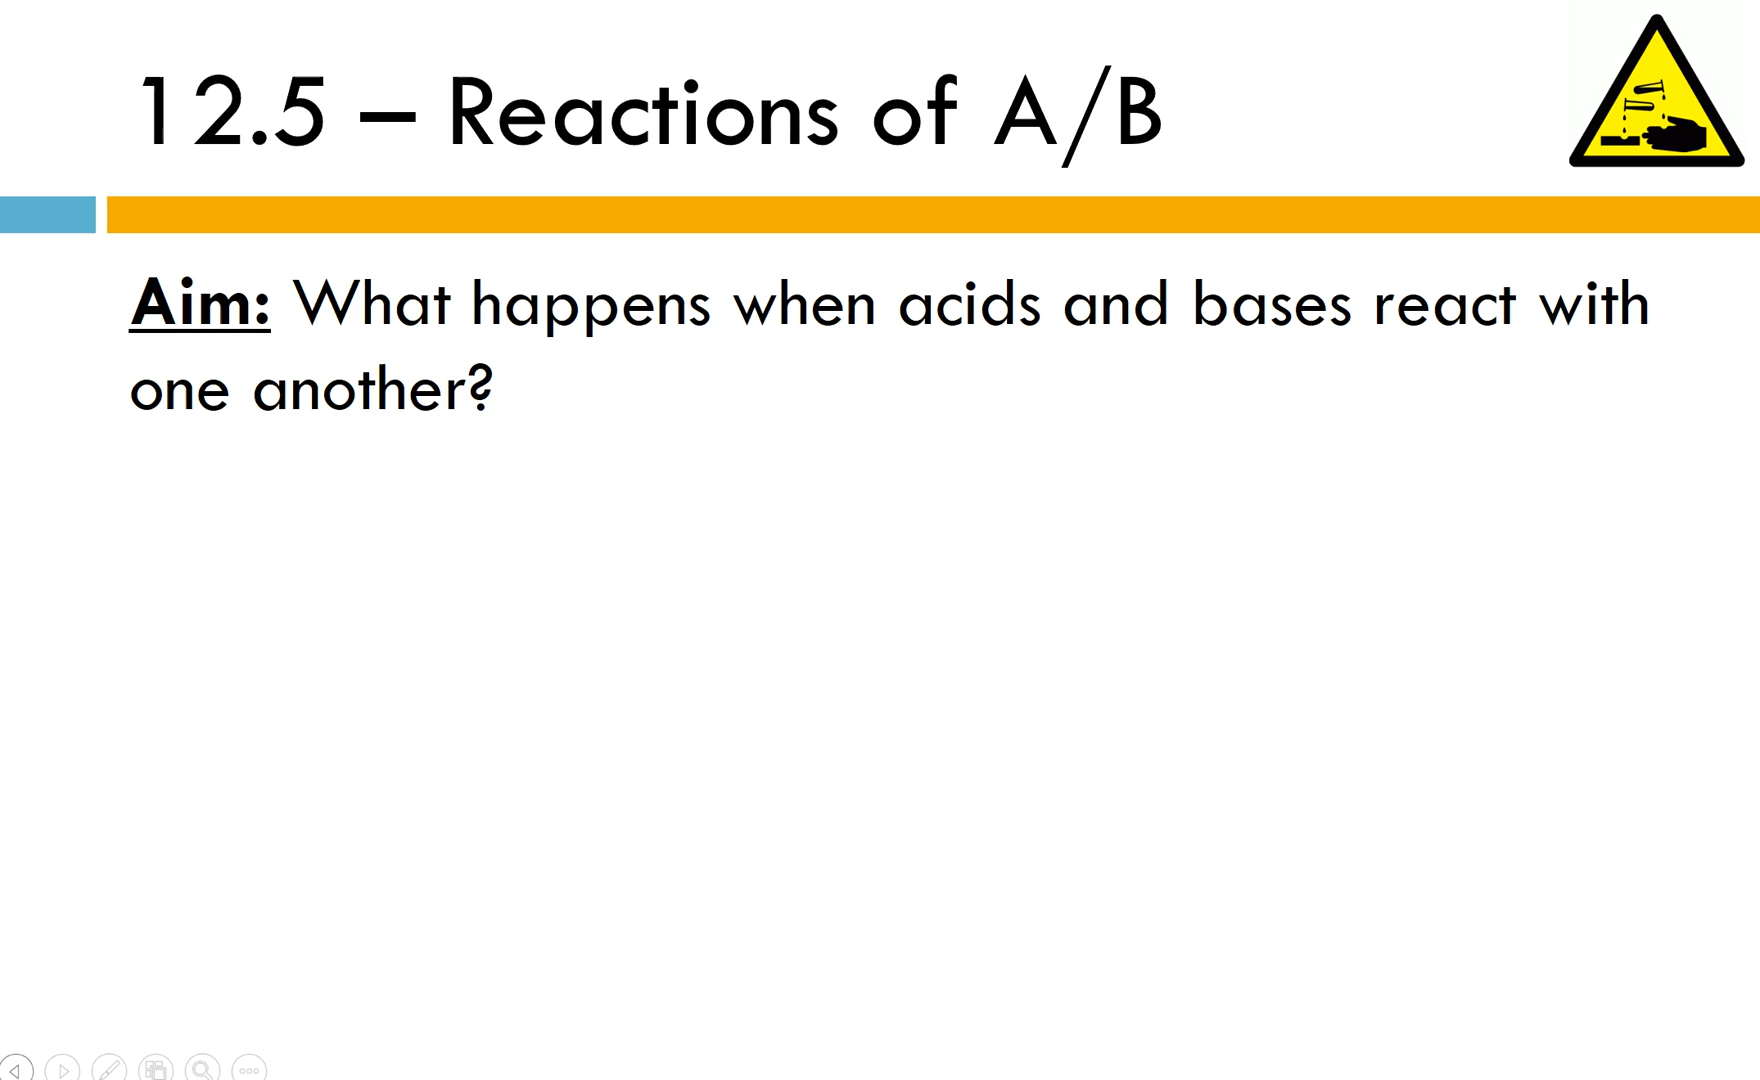 12.5 – Reactions of A/B
Aim: What happens when acids and bases react with
one another?